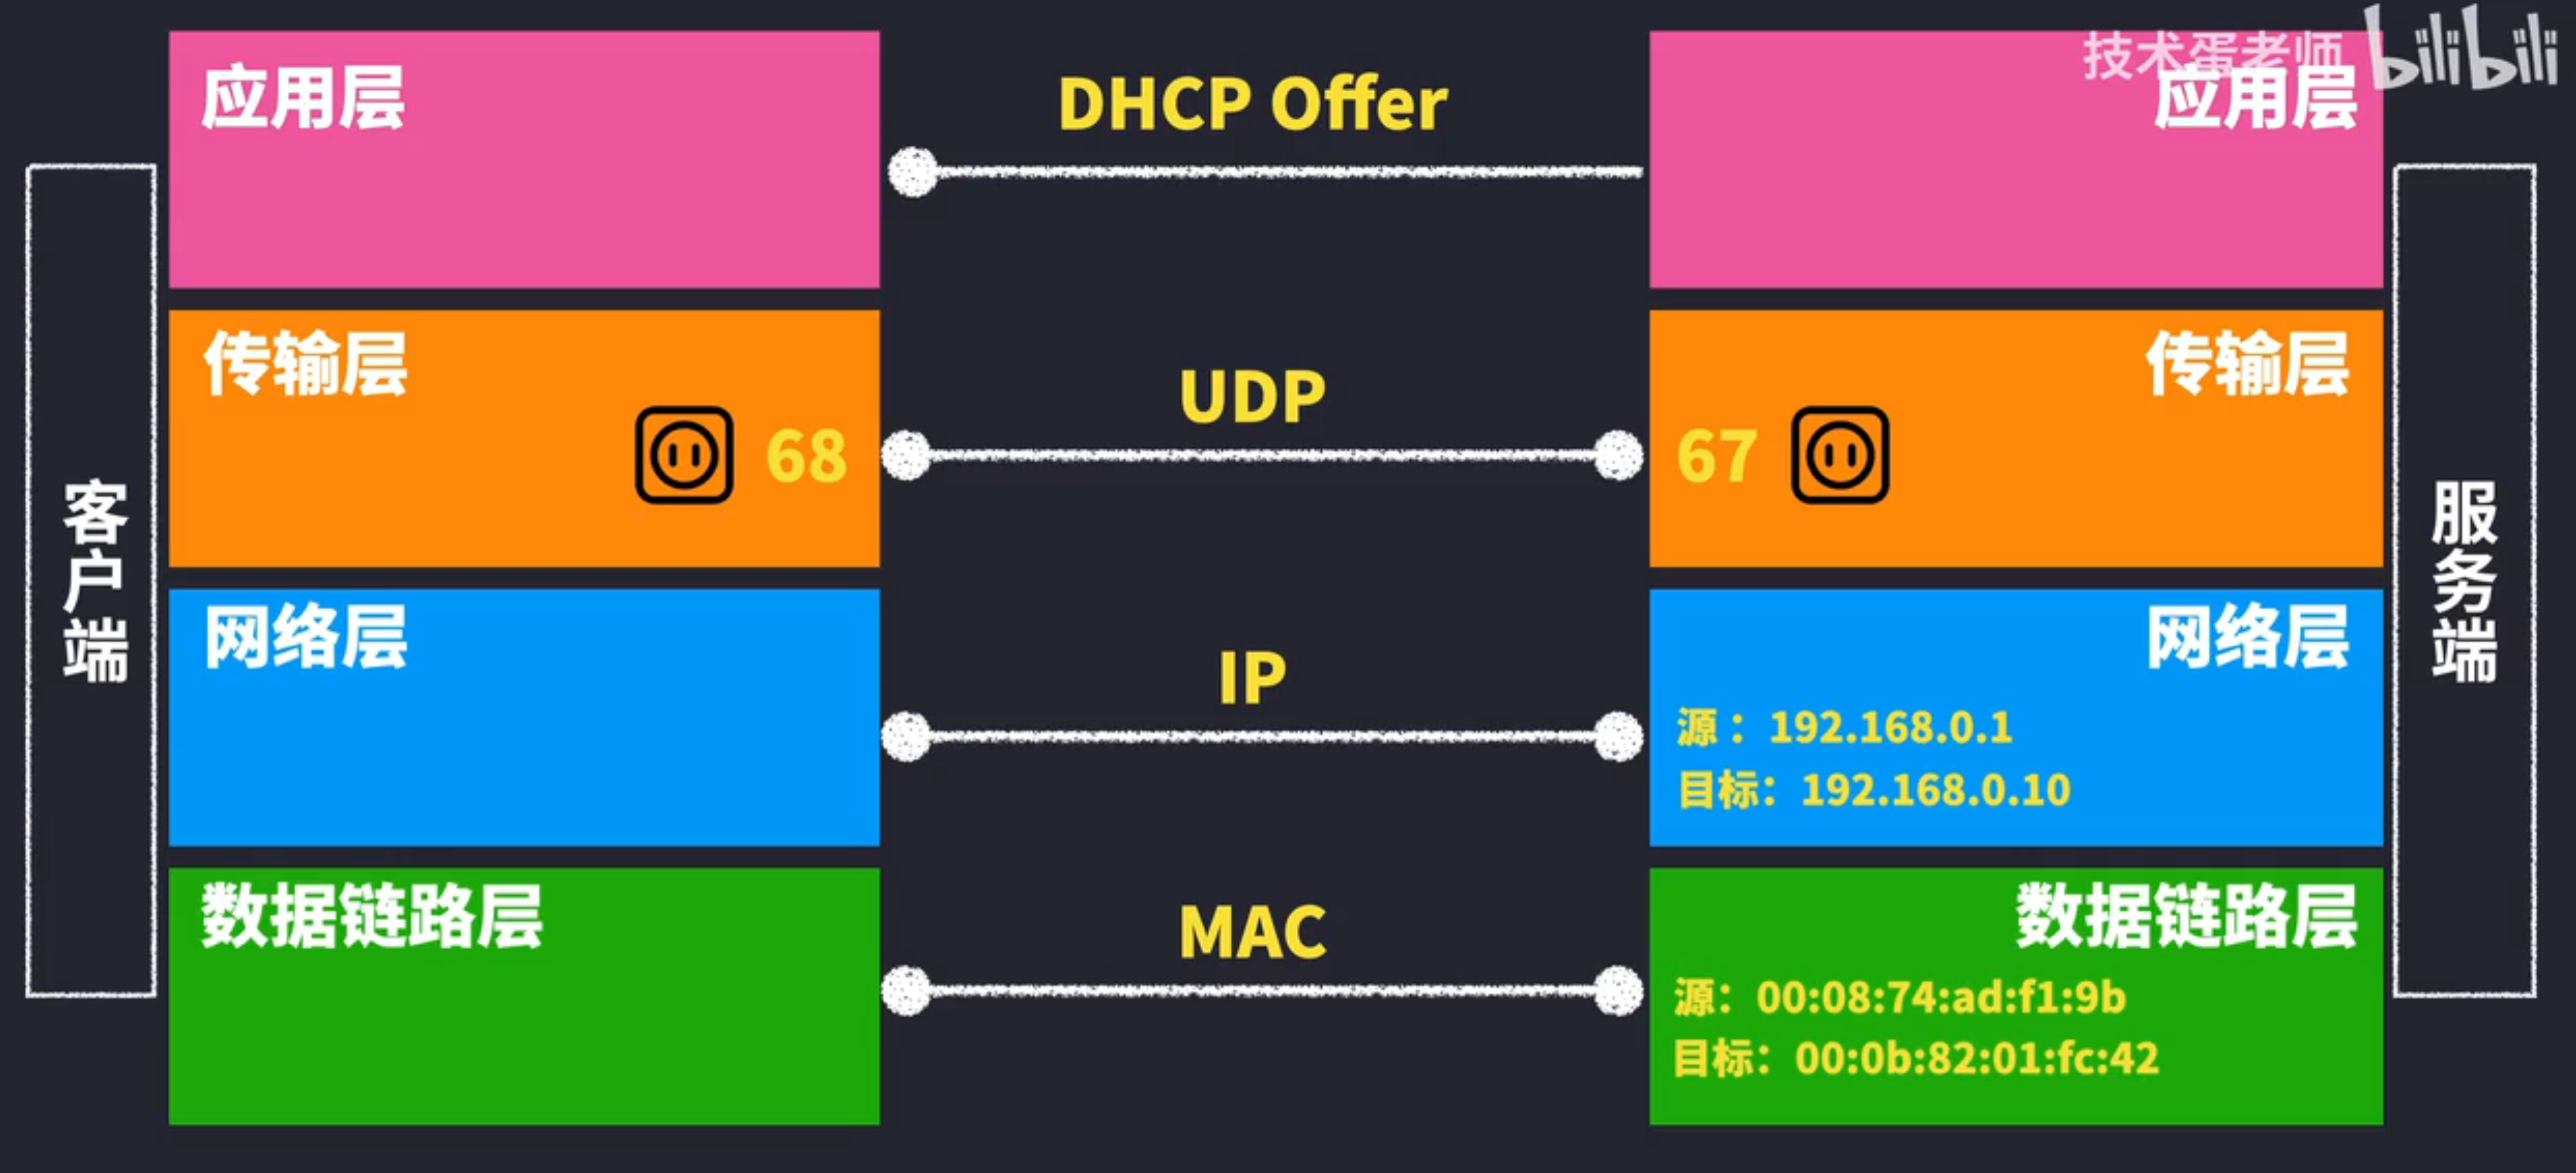 技术蛋老师 bilibili
应用层
DHCP Offer
应用层
传输层
UDP
传输层
68
67
客户端
服务端
网络层
IP
网络层
源：192.168.0.1
目标：192.168.0.10
数据链路层
MAC
数据链路层
源：00:08:74:ad:f1:9b
目标：00:0b:82:01:fc:42